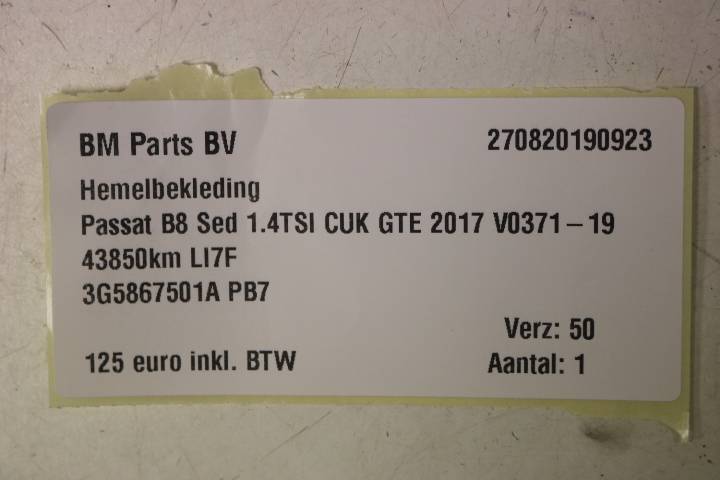 BM Parts BV 270820190923
Hemelbekleding
Passat B8 Sed 1.4TSI CUK GTE 2017 V0371-19
43850km LI7F
3G5867501A PB7
Verz: 50
125 euro inkl. BTW Aantal: 1